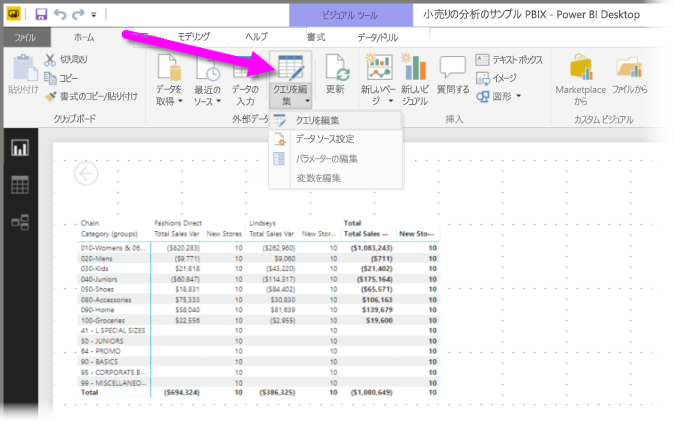 ビジュアル ツール
小売りの分析のサンプル PBIX - Power BI Desktop
ファイル ホーム モデリング ヘルプ 書式 データ/ドリル
貼り付け
切り取り
コピー
書式のコピー/貼り付け
クリップボード
データを取得
最近のソース
データの入力
クエリを編集
更新
外部データ
新しいページ
新しいビジュアル
質問する
テキスト ボックス
イメージ
図形
挿入
Marketplace から
ファイルから
カスタム ビジュアル
クエリを編集
データ ソース設定
パラメーターの編集
変数を編集
Chain Fashions Direct Lindseys Total
Category (groups) Total Sales Var New Stores Total Sales Var New Stor... Total Sales ... New Sto...
010-Womens & 06... ($820,283) 10 ($262,960) 10 ($1,083,243) 10
020-Mens ($9,771) 10 $9,060 10 ($711) 10
030-Kids $21,818 10 ($43,220) 10 ($21,402) 10
040-Juniors ($60,847) 10 ($114,317) 10 ($175,164) 10
050-Shoes $18,831 10 ($84,402) 10 ($65,571) 10
080-Accessories $75,333 10 $30,830 10 $106,163 10
090-Home $58,040 10 $81,639 10 $139,679 10
100-Groceries $22,556 10 ($2,955) 10 $19,600 10
41 - L SPECIAL SIZES 10 10 10
50 - JUNIORS 10 10 10
64 - PROMO 10 10 10
90 - BASICS 10 10 10
95 - CORPORATE B... 10 10 10
99 - MISCELLANEO... 10 10 10
Total ($694,324) 10 ($386,325) 10 ($1,080,649) 10